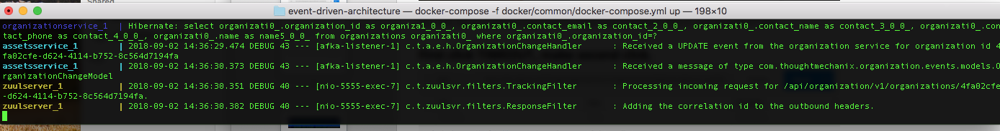 Shared
event-driven-architecture — docker-compose -f docker/common/docker-compose.yml up — 198×10
organizationservice_1 | Hibernate: select organizati0_.organization_id as organiza1_0_0_, organizati0_.contact_email as contact_2_0_0_, organizati0_.contact_name as contact_3_0_0_, organizati0_.con
tact_phone as contact_4_0_0_, organizati0_.name as name5_0_0_ from organizations organizati0_ where organizati0_.organization_id=?
assetsservice_1 | 2018-09-02 14:36:29.474 DEBUG 43 --- [afka-listener-1] c.t.a.e.h.OrganizationChangeHandler : Received a UPDATE event from the organization service for organization id 4
fa02cfe-d624-4114-b752-8c564d7194fa
assetsservice_1 | 2018-09-02 14:36:30.373 DEBUG 43 --- [afka-listener-1] c.t.a.e.h.OrganizationChangeHandler : Received a message of type com.thoughtmechanix.organization.events.models.O
rganizationChangeModel
zuulserver_1 | 2018-09-02 14:36:30.351 DEBUG 40 --- [nio-5555-exec-7] c.t.zuulsvr.filters.TrackingFilter : Processing incoming request for /api/organization/v1/organizations/4fa02cfe
-d624-4114-b752-8c564d7194fa.
zuulserver_1 | 2018-09-02 14:36:30.382 DEBUG 40 --- [nio-5555-exec-7] c.t.zuulsvr.filters.ResponseFilter : Adding the correlation id to the outbound headers.